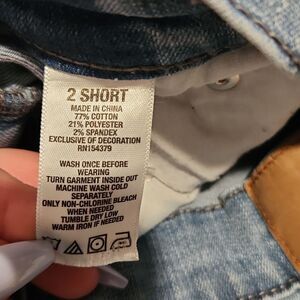 2 SHORT
MADE IN CHINA
77% COTTON
21% POLYESTER
2% SPANDEX
EXCLUSIVE OF DECORATION
RN154379
WASH ONCE BEFORE
WEARING
TURN GARMENT INSIDE OUT
MACHINE WASH COLD
SEPARATELY
ONLY NON-CHLORINE BLEACH
WHEN NEEDED
TUMBLE DRY LOW
WARM IRON IF NEEDED